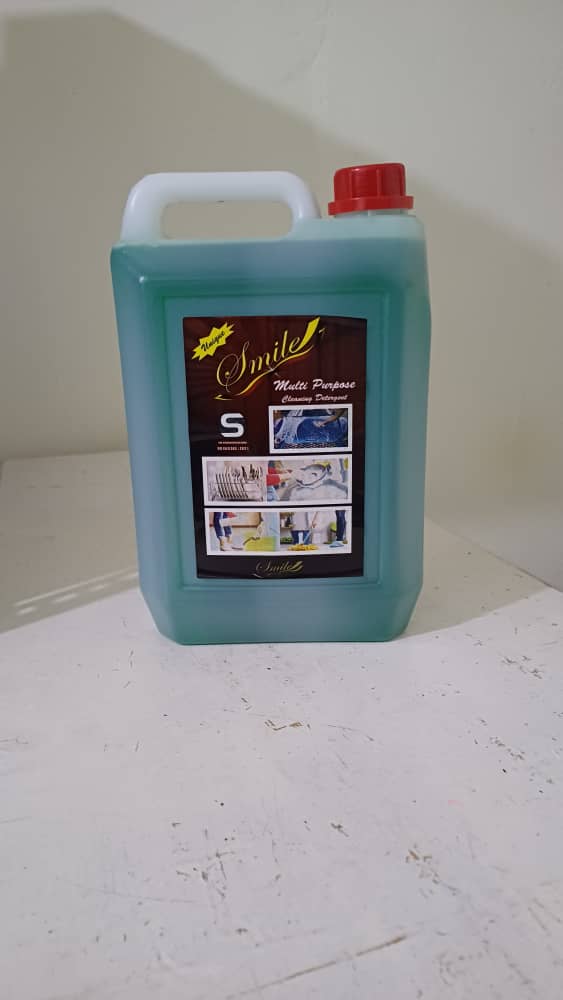 Unique
Smile
Multi Purpose
Cleaning Detergent
S
Smile